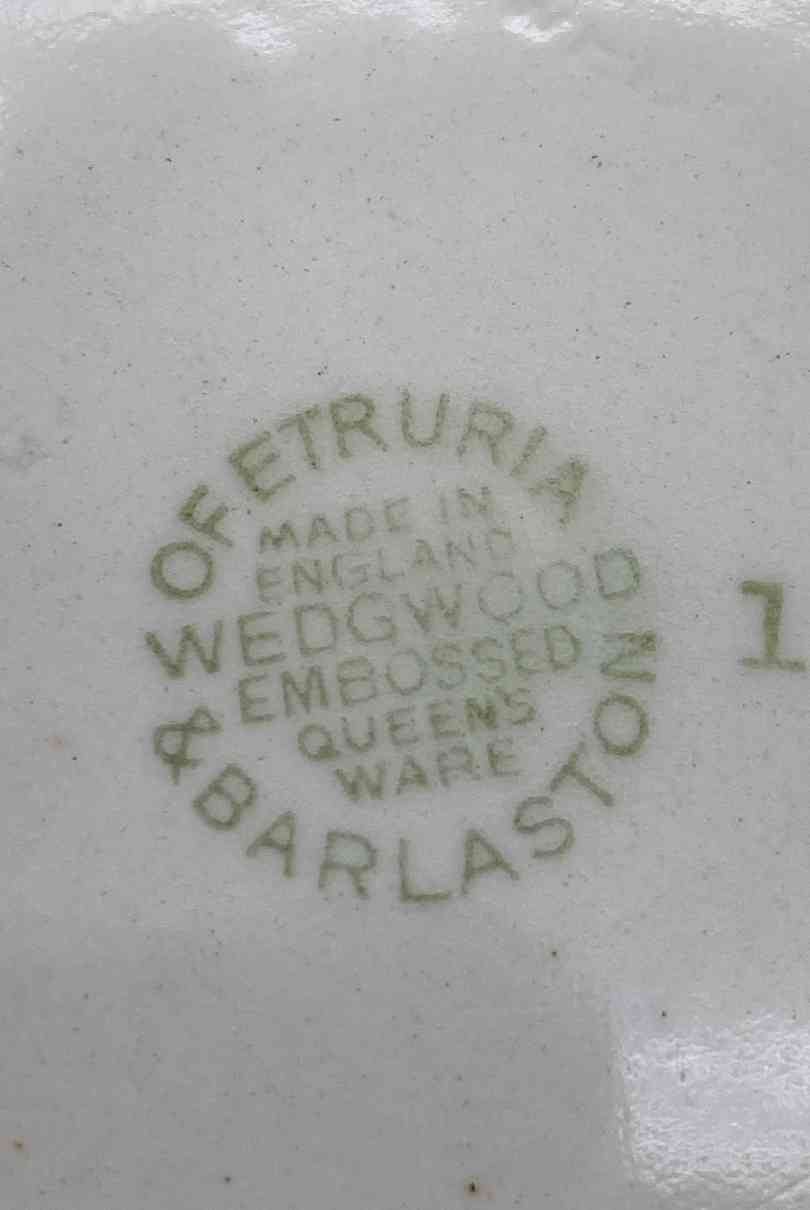 OF ETRURIA
MADE IN
ENGLAND
WEDGWOOD
EMBOSSED
QUEENS
WARE
& BARLASTON
1